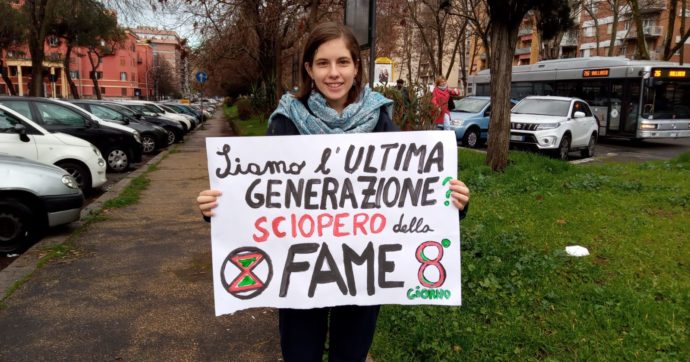 Siamo l'ULTIMA
GENERAZIONE?
SCIOPERO della
FAME 8°
GIORNO